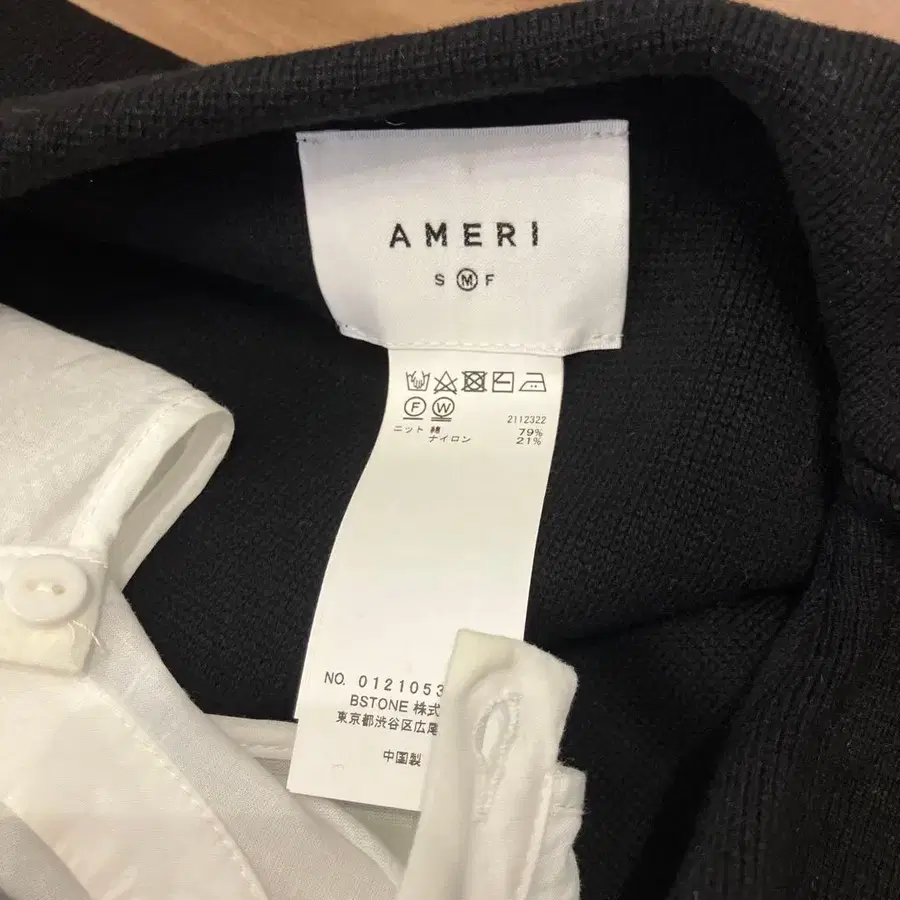 AMERI
S M F
F W
2112322
ニット 綿 79%
ナイロン 21%
NO. 0121053
BSTONE 株式
東京都渋谷区広尾
中国製